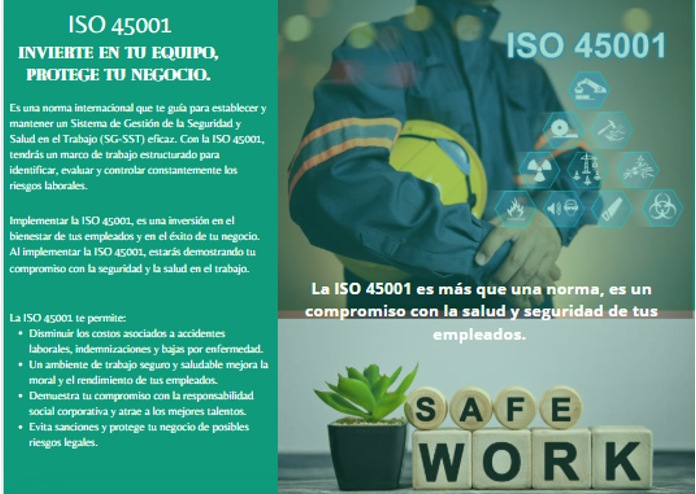 ISO 45001
INVIERTE EN TU EQUIPO,
PROTEGE TU NEGOCIO.
Es una norma internacional que te guía para establecer y
mantener un Sistema de Gestión de la Seguridad y
Salud en el Trabajo (SG-SST) eficaz. Con la ISO 45001,
tendrás un marco de trabajo estructurado para
identificar, evaluar y controlar constantemente los
riesgos laborales.
Implementar la ISO 45001, es una inversión en el
bienestar de tus empleados y en el éxito de tu negocio.
Al implementar la ISO 45001, estarás demostrando tu
compromiso con la seguridad y la salud en el trabajo.
La ISO 45001 te permite:
• Disminuir los costos asociados a accidentes
laborales, indemnizaciones y bajas por enfermedad.
• Un ambiente de trabajo seguro y saludable mejora la
moral y el rendimiento de tus empleados.
• Demuestra tu compromiso con la responsabilidad
social corporativa y atrae a los mejores talentos.
• Evita sanciones y protege tu negocio de posibles
riesgos legales.
ISO 45001
La ISO 45001 es más que una norma, es un
compromiso con la salud y seguridad de tus
empleados.
SAFE
WORK